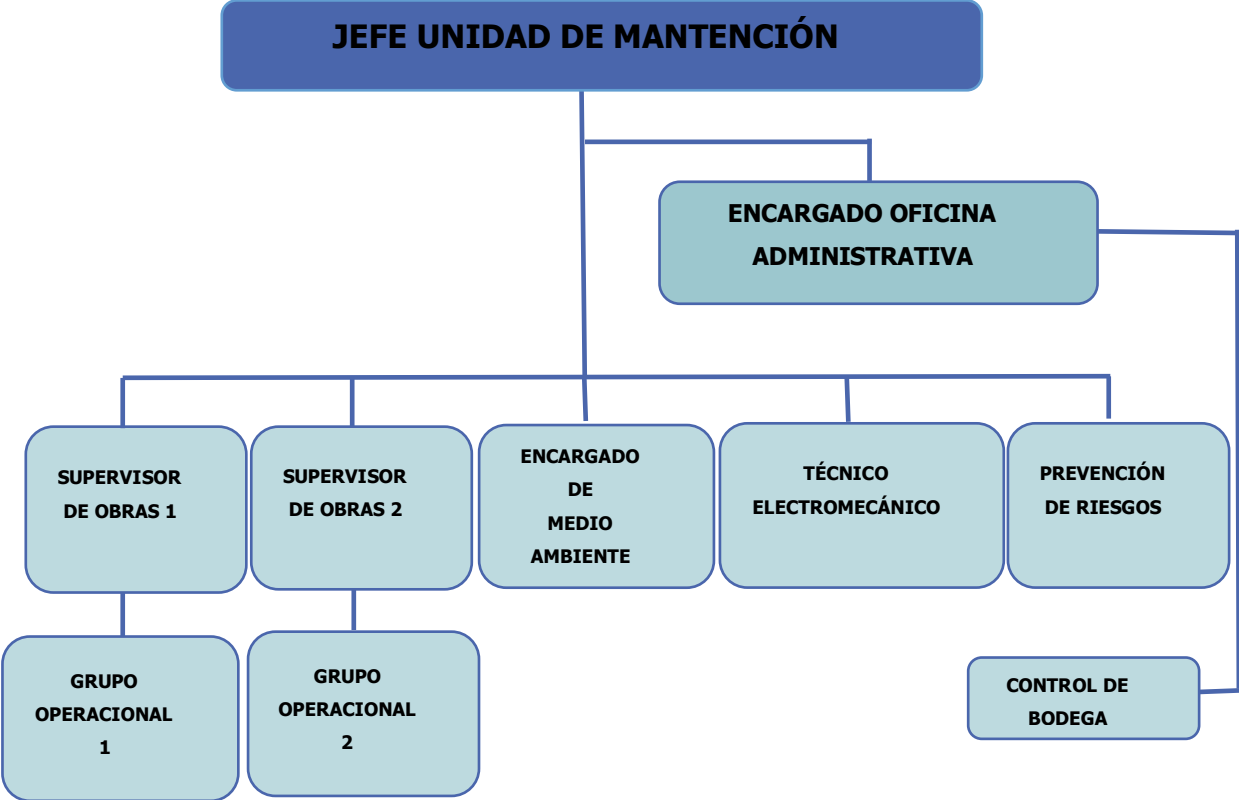 JEFE UNIDAD DE MANTENCIÓN
ENCARGADO OFICINA
ADMINISTRATIVA
SUPERVISOR
DE OBRAS 1
SUPERVISOR
DE OBRAS 2
ENCARGADO
DE
MEDIO
AMBIENTE
TÉCNICO
ELECTROMECÁNICO
PREVENCIÓN
DE RIESGOS
GRUPO
OPERACIONAL
1
GRUPO
OPERACIONAL
2
CONTROL DE
BODEGA